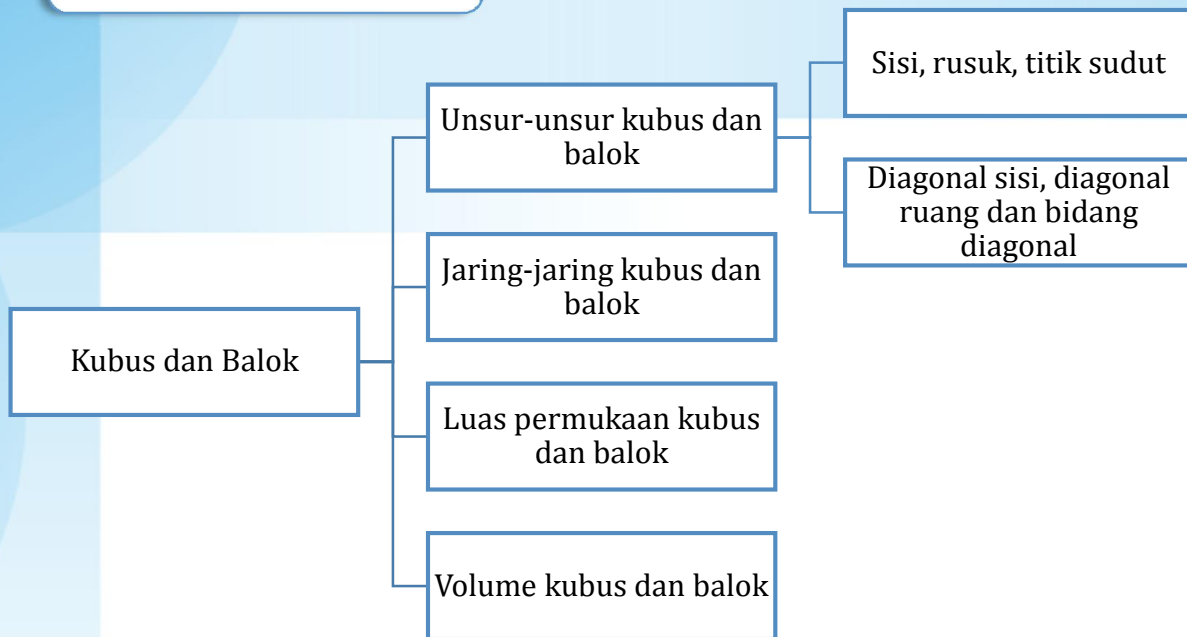 Kubus dan Balok
Unsur-unsur kubus dan
balok
Sisi, rusuk, titik sudut
Diagonal sisi, diagonal
ruang dan bidang
diagonal
Jaring-jaring kubus dan
balok
Luas permukaan kubus
dan balok
Volume kubus dan balok